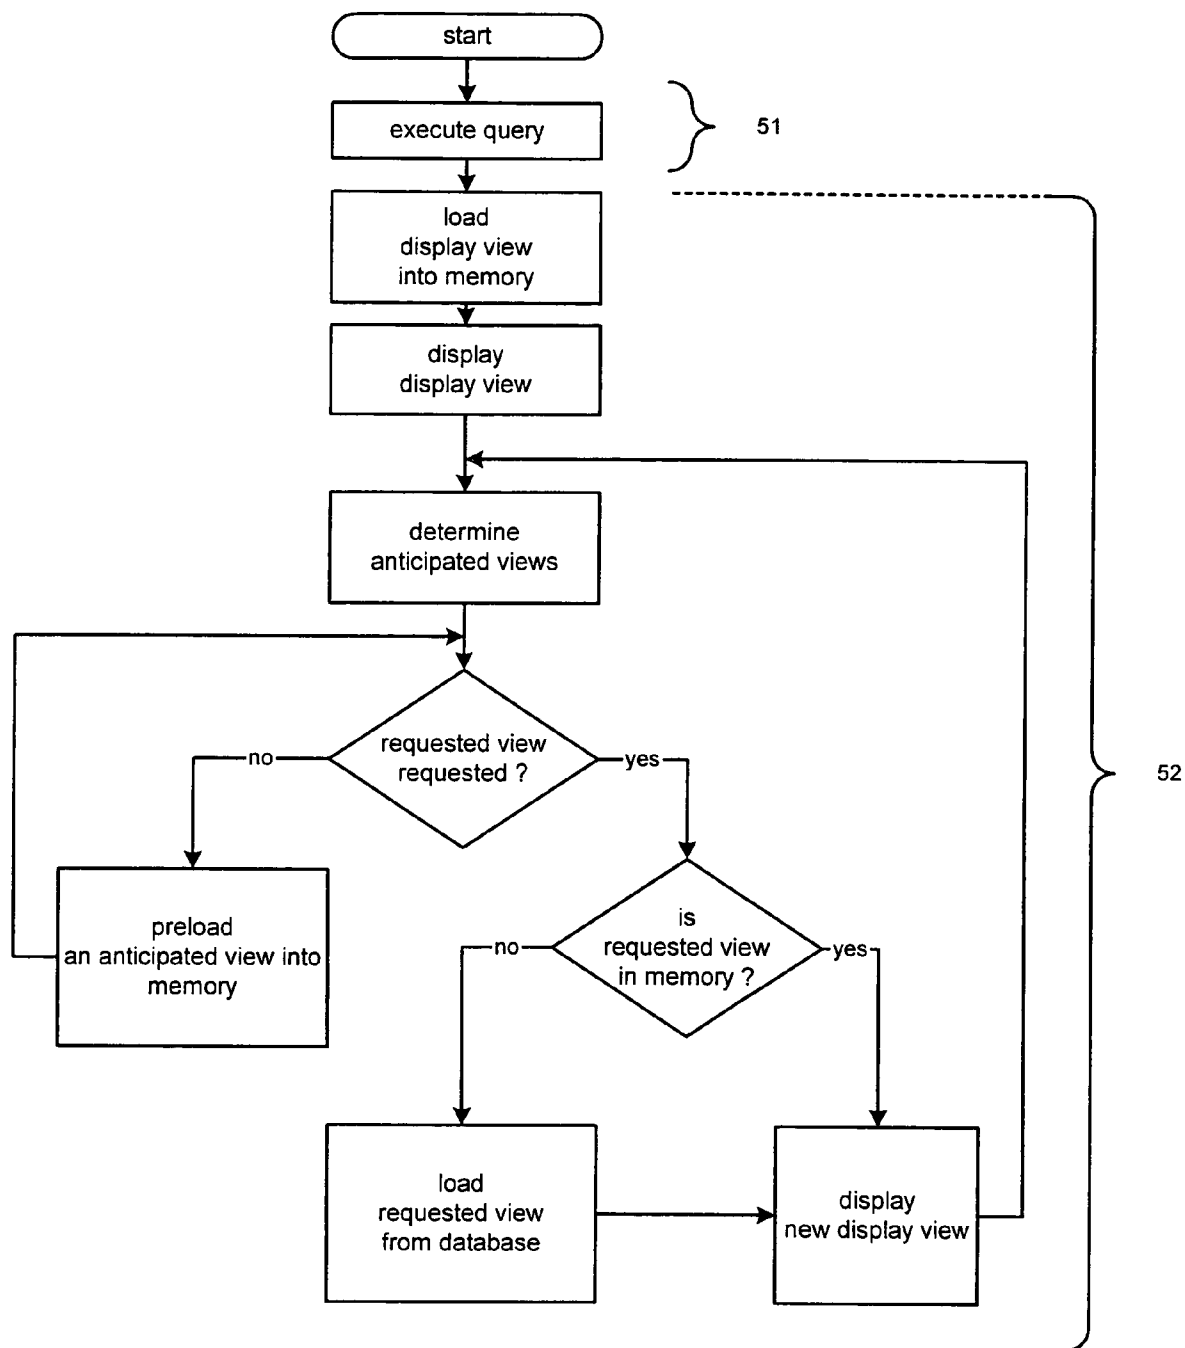 start
execute query
51
load
display view
into memory
display
display view
determine
anticipated views
requested view
requested ?
no
yes
preload
an anticipated view into
memory
is
requested view
in memory ?
no
yes
52
load
requested view
from database
display
new display view